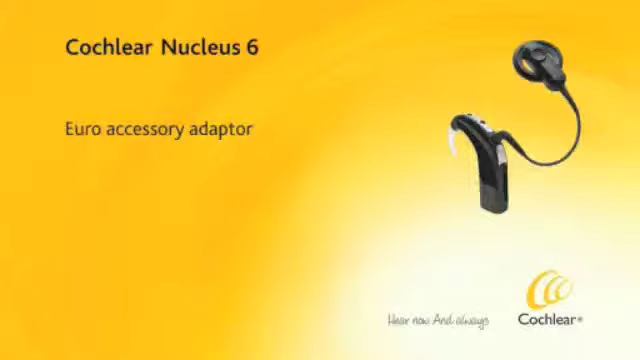 Cochlear Nucleus 6
Euro accessory adaptor
Hear now. And always
Cochlear®